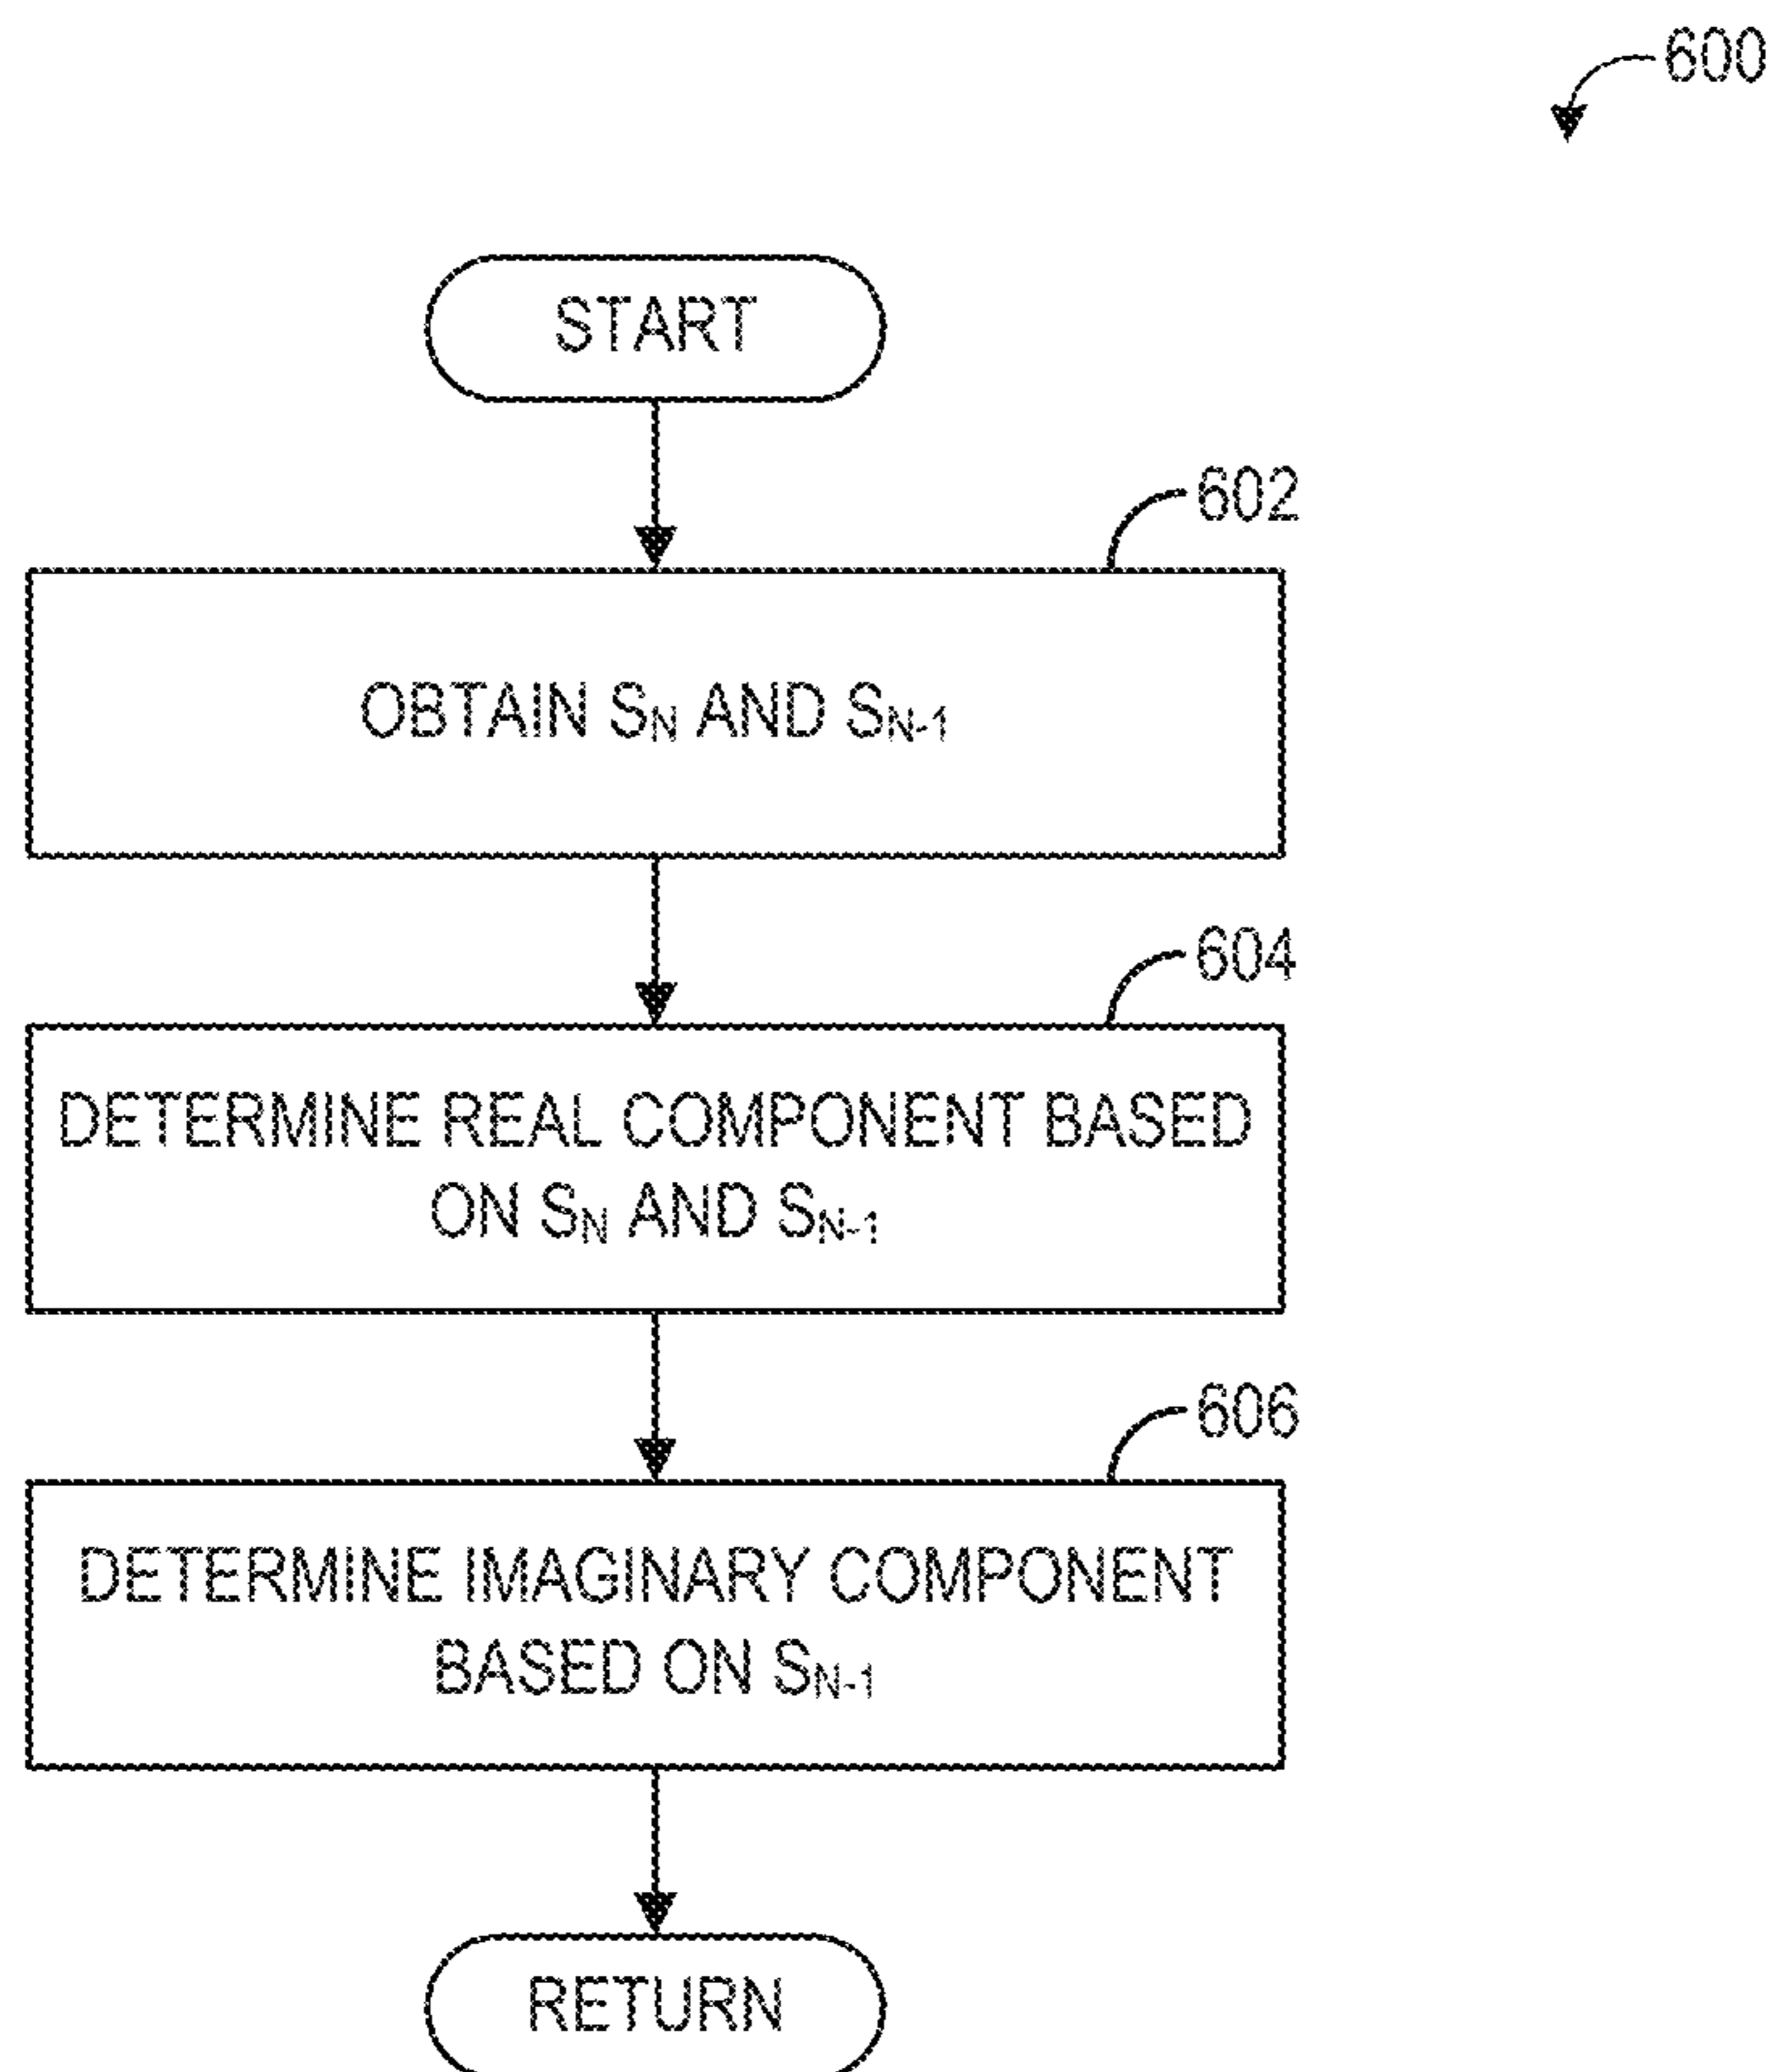 600
START
602
OBTAIN SN AND SN-1
604
DETERMINE REAL COMPONENT BASED
ON SN AND SN-1
606
DETERMINE IMAGINARY COMPONENT
BASED ON SN-1
RETURN